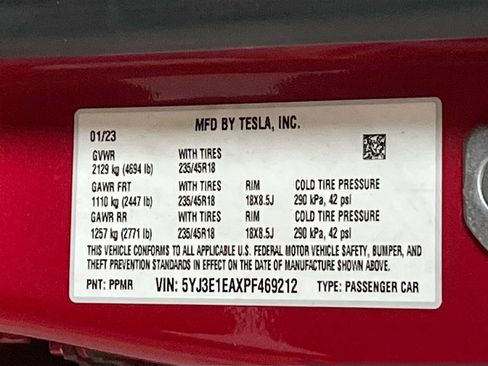 MFD BY TESLA, INC.
01/23
GVWR WITH TIRES
2129 kg (4694 lb) 235/45R18
GAWR FRT WITH TIRES RIM COLD TIRE PRESSURE
1110 kg (2447 lb) 235/45R18 18X8.5J 290 kPa, 42 psi
GAWR RR WITH TIRES RIM COLD TIRE PRESSURE
1257 kg (2771 lb) 235/45R18 18X8.5J 290 kPa, 42 psi
THIS VEHICLE CONFORMS TO ALL APPLICABLE U.S. FEDERAL MOTOR VEHICLE SAFETY, BUMPER, AND
THEFT PREVENTION STANDARDS IN EFFECT ON THE DATE OF MANUFACTURE SHOWN ABOVE.
PNT: PPMR VIN: 5YJ3E1EAXPF469212 TYPE: PASSENGER CAR